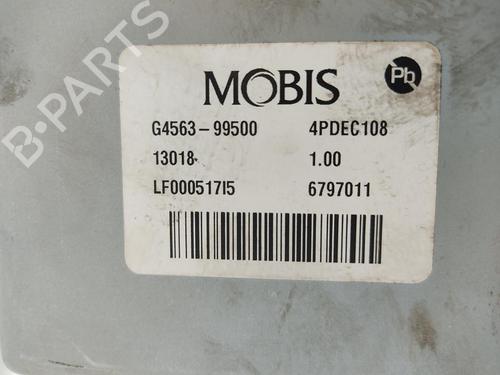 MOBIS
Pb
G4563-99500 4PDEC108
13018 1.00
LF00051715 6797011
B-PARTS